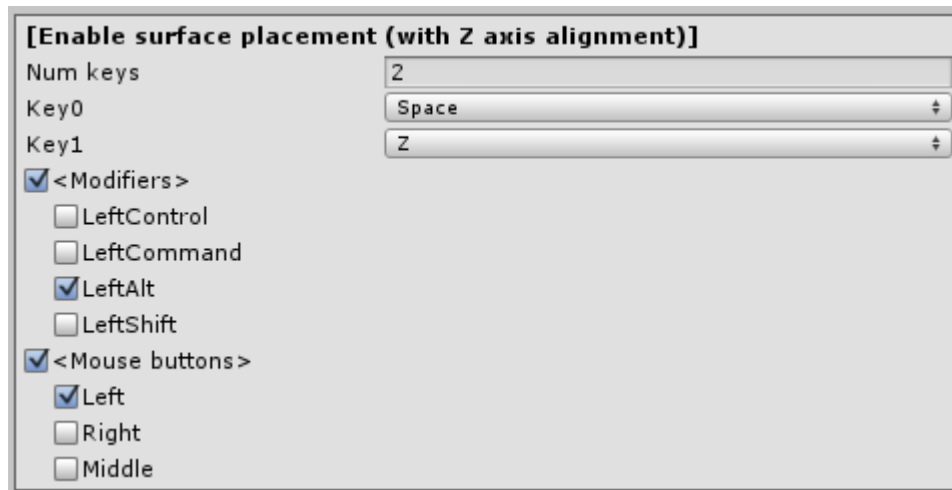 [Enable surface placement (with Z axis alignment)]
Num keys 2
Key0 Space
Key1 Z
<Modifiers>
LeftControl
LeftCommand
LeftAlt
LeftShift
<Mouse buttons>
Left
Right
Middle